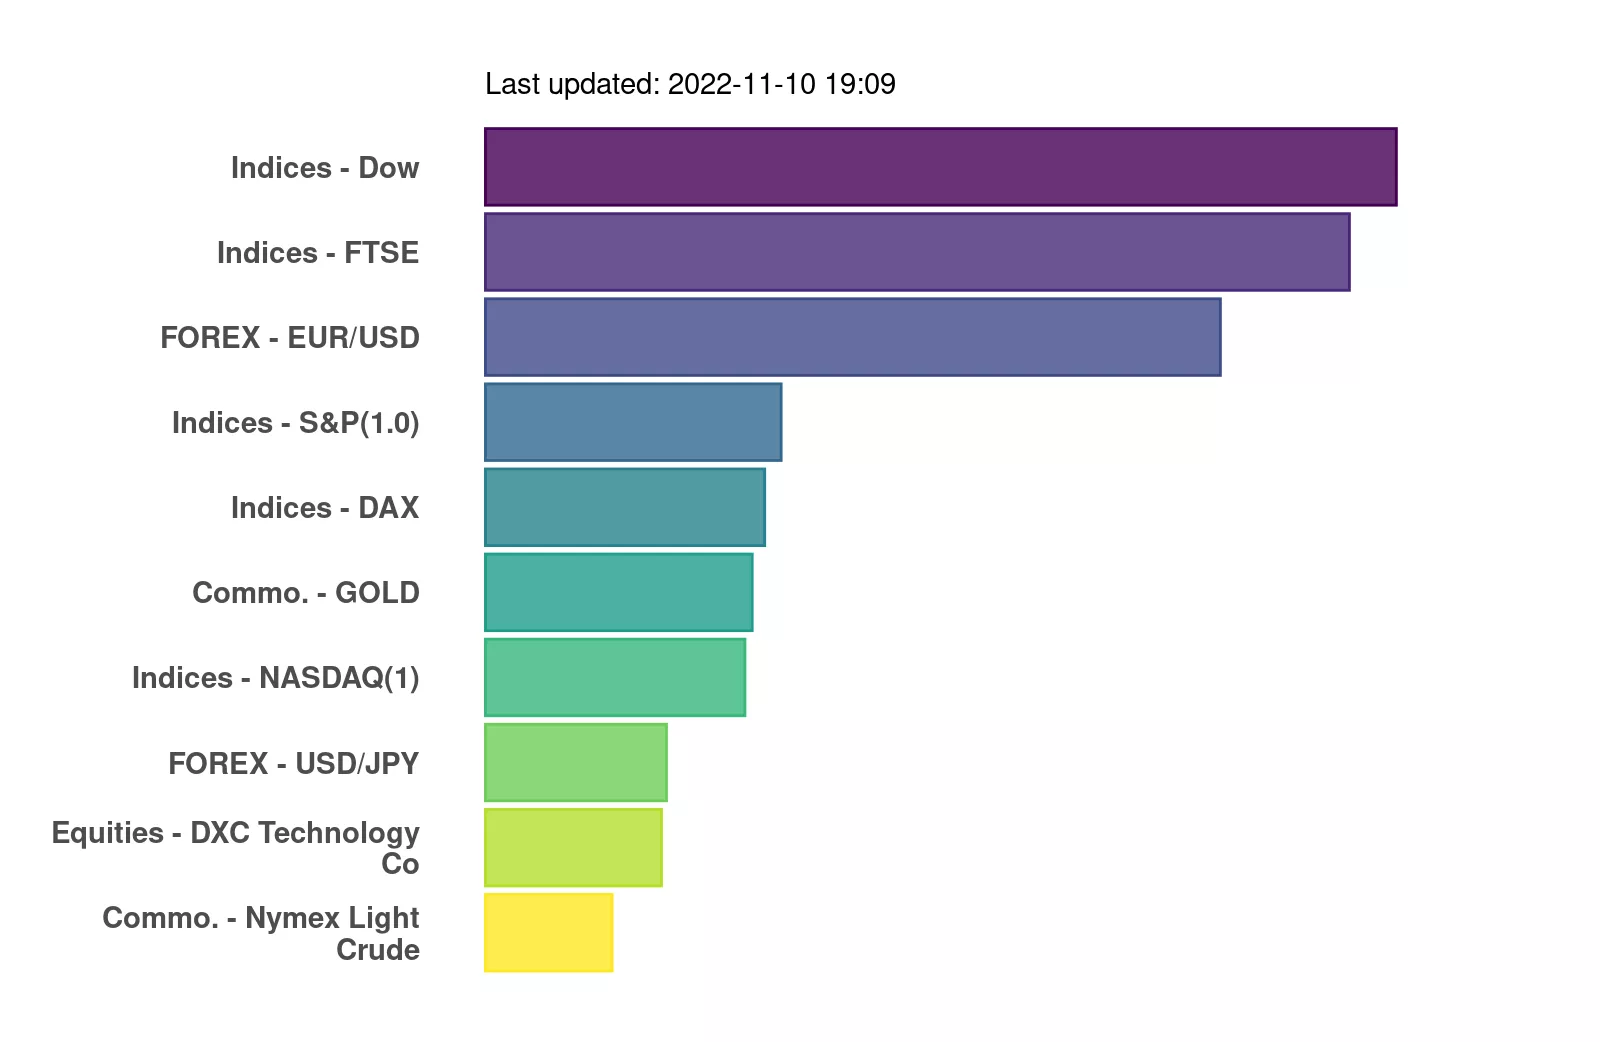 Last updated: 2022-11-10 19:09
Indices - Dow
Indices - FTSE
FOREX - EUR/USD
Indices - S&P(1.0)
Indices - DAX
Commo. - GOLD
Indices - NASDAQ(1)
FOREX - USD/JPY
Equities - DXC Technology
Co
Commo. - Nymex Light
Crude